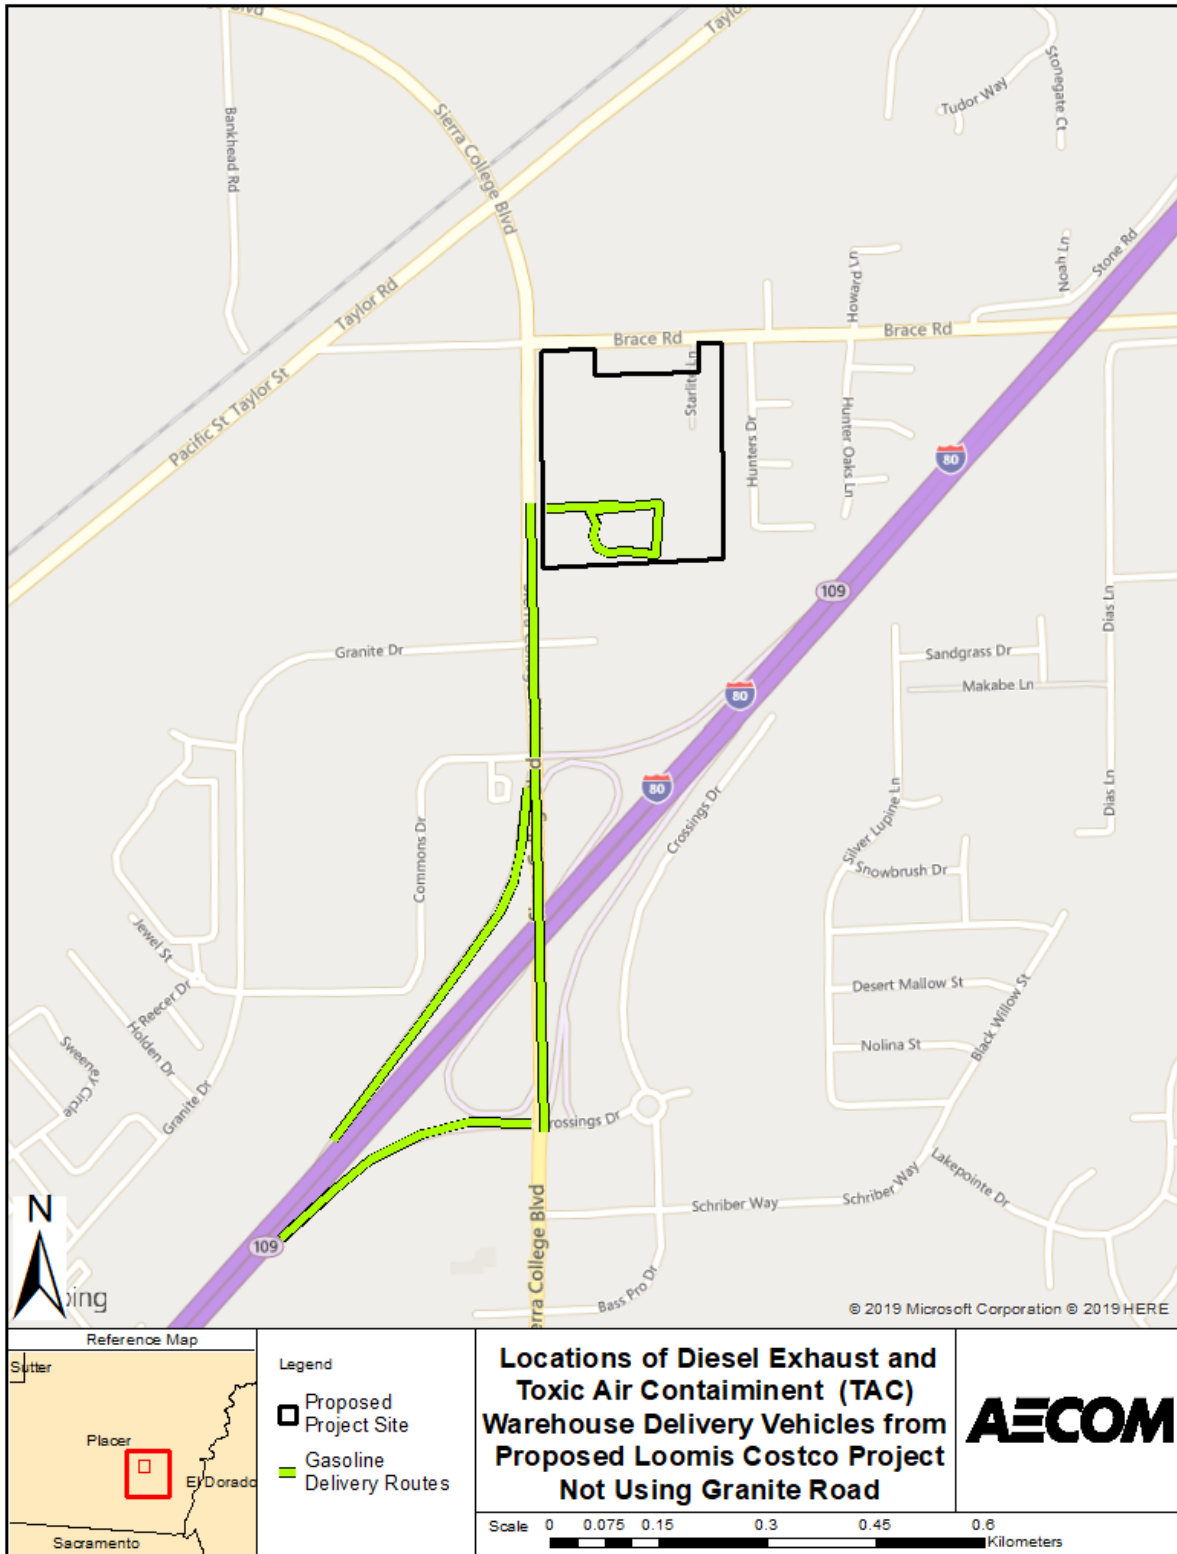 Blvd
Taylor
Tudor Way
Stonegate Ct
Bankhead Rd
Sierra College Blvd
Taylor Rd
Howard Ln
Noah Ln
Stone Rd
Brace Rd
Brace Rd
Starlite Ln
Pacific St Taylor St
Hunters Dr
Hunter Oaks Ln
80
109
Granite Dr
Sandgrass Dr
Makabe Ln
Dias Ln
80
80
Crossings Dr
Dias Ln
Silver Lupine Ln
Commons Dr
Snowbrush Dr
Jewel St
Reecer Dr
Holden Dr
Desert Mallow St
Black Willow St
Nolina St
Sweeney Circle
Granite Dr
rossings Dr
Lakepointe Dr
Schriber Way
Schriber Way
erra College Blvd
109
Bass Pro Dr
N
bing
© 2019 Microsoft Corporation © 2019 HERE
Reference Map
Sutter
Placer
El Dorado
Sacramento
Legend
Proposed
Project Site
Gasoline
Delivery Routes
Locations of Diesel Exhaust and
Toxic Air Contaiminent (TAC)
Warehouse Delivery Vehicles from
Proposed Loomis Costco Project
Not Using Granite Road
AECOM
Scale 0 0.075 0.15 0.3 0.45 0.6
Kilometers